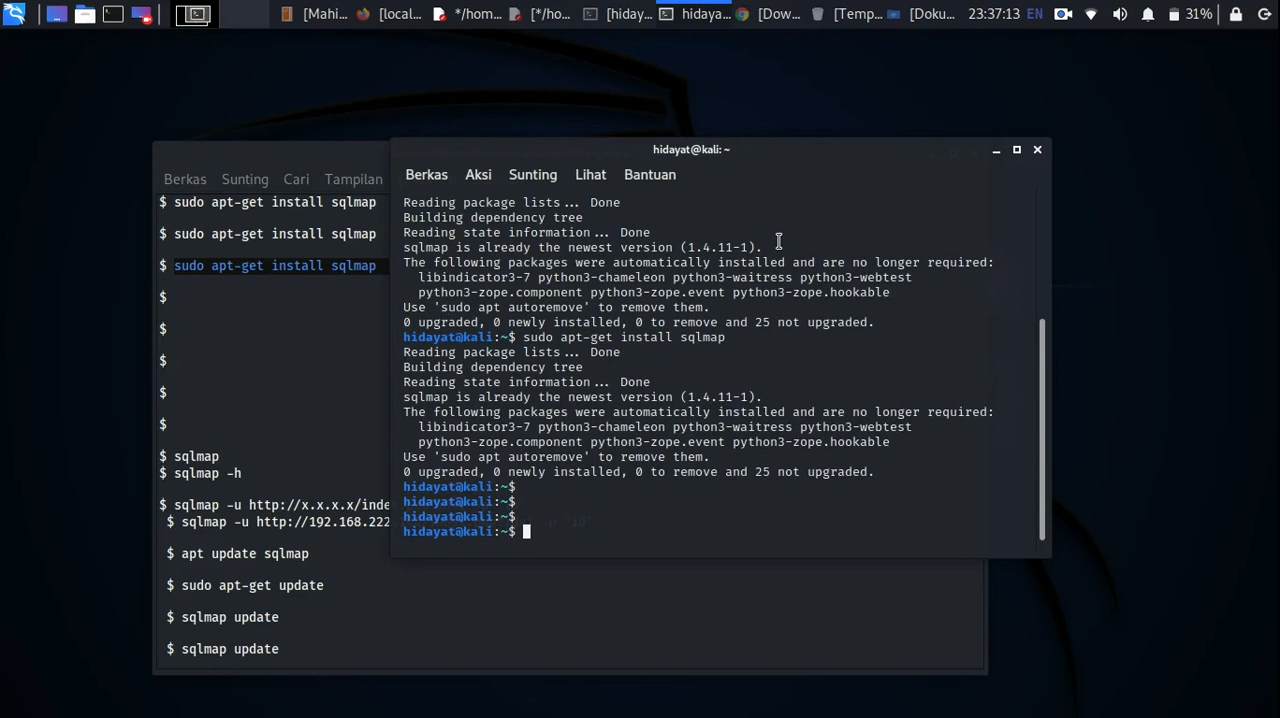 [Mahi...
[local...
*/hom...
[*/ho...
[hiday...
hidaya...
[Dow...
[Temp...
[Doku...
23:37:13 EN
31%
Berkas Sunting Cari Tampilan
$ sudo apt-get install sqlmap
$ sudo apt-get install sqlmap
$ sudo apt-get install sqlmap
$
$
$
$
$
$ sqlmap
$ sqlmap -h
$ sqlmap -u http://x.x.x.x/inde
$ sqlmap -u http://192.168.222
$ apt update sqlmap
$ sudo apt-get update
$ sqlmap update
$ sqlmap update
hidayat@kali:~
Berkas Aksi Sunting Lihat Bantuan
Reading package lists... Done
Building dependency tree
Reading state information... Done
sqlmap is already the newest version (1.4.11-1).
The following packages were automatically installed and are no longer required:
libindicator3-7 python3-chameleon python3-waitress python3-webtest
python3-zope.component python3-zope.event python3-zope.hookable
Use 'sudo apt autoremove' to remove them.
0 upgraded, 0 newly installed, 0 to remove and 25 not upgraded.
hidayat@kali:~$ sudo apt-get install sqlmap
Reading package lists... Done
Building dependency tree
Reading state information... Done
sqlmap is already the newest version (1.4.11-1).
The following packages were automatically installed and are no longer required:
libindicator3-7 python3-chameleon python3-waitress python3-webtest
python3-zope.component python3-zope.event python3-zope.hookable
Use 'sudo apt autoremove' to remove them.
0 upgraded, 0 newly installed, 0 to remove and 25 not upgraded.
hidayat@kali:~$
hidayat@kali:~$
hidayat@kali:~$
hidayat@kali:~$